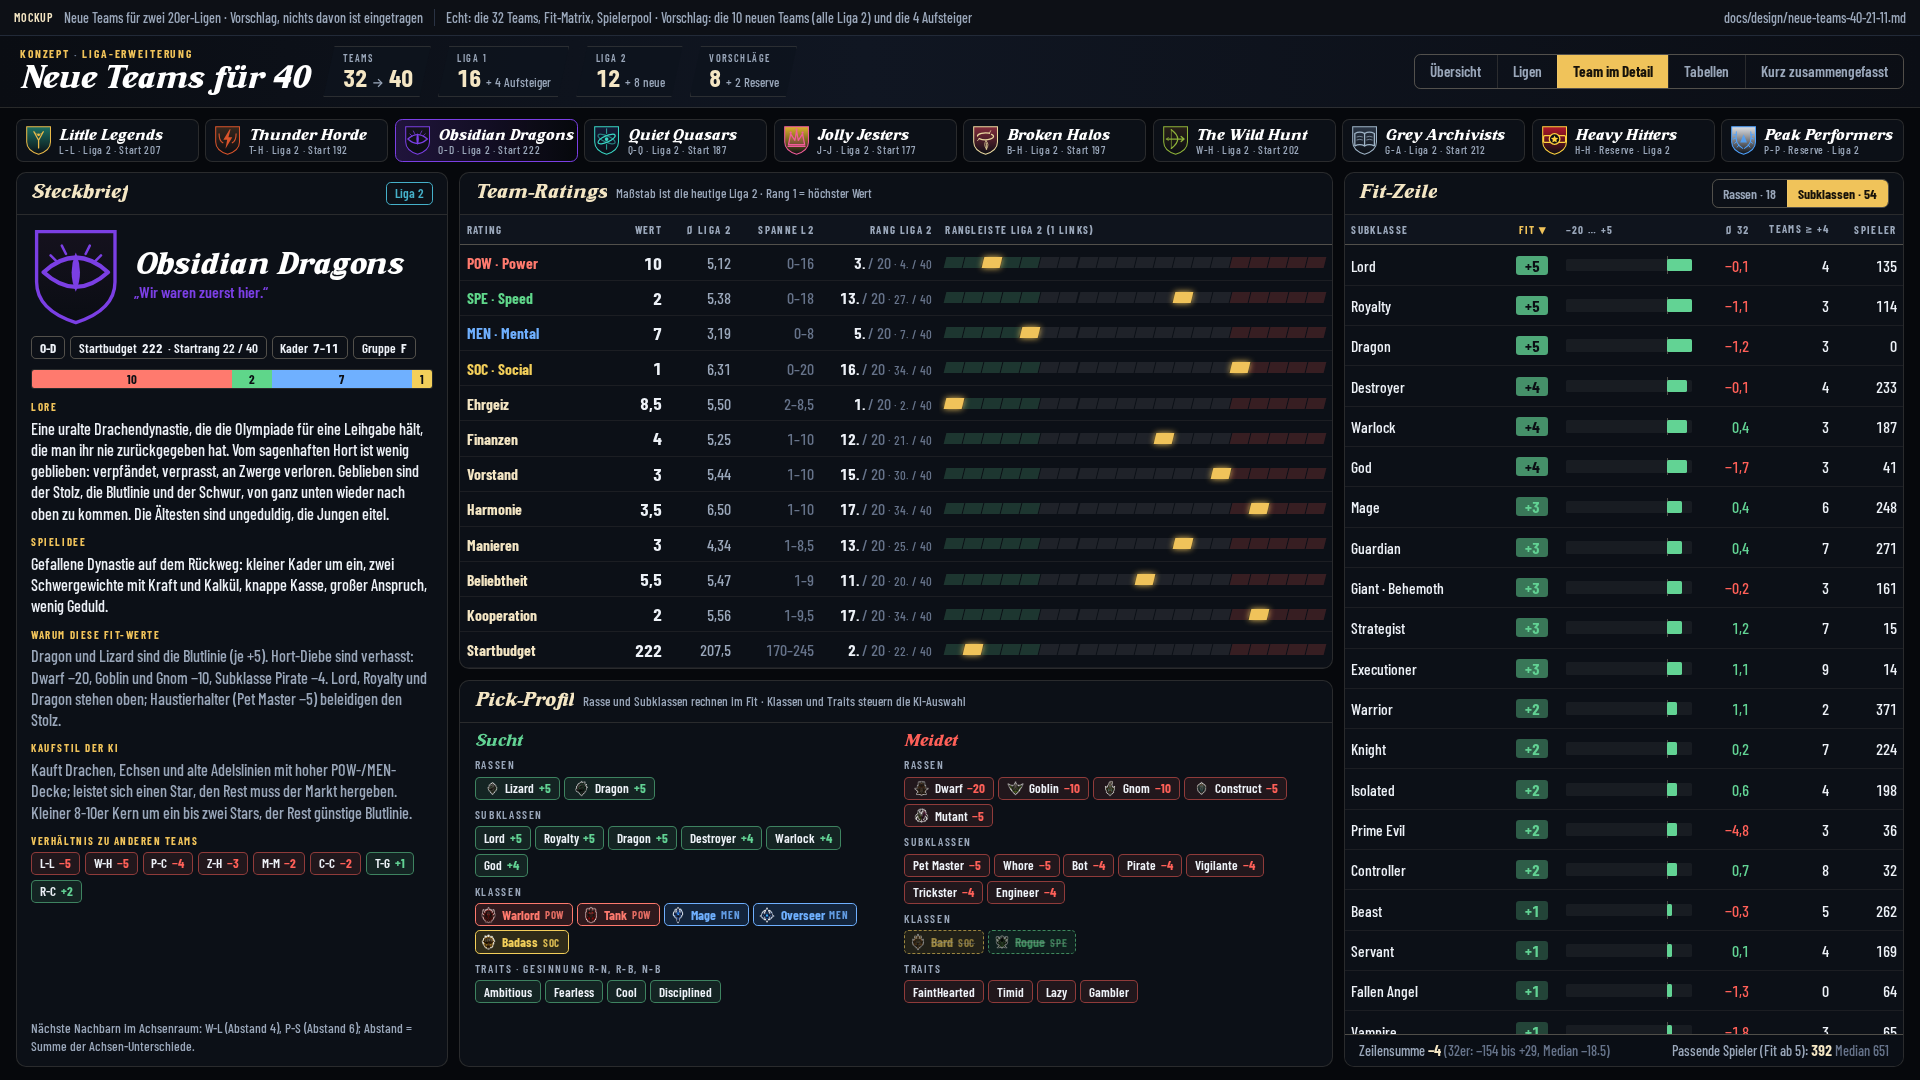 MOCKUP Neue Teams für zwei 20er-Ligen · Vorschlag, nichts davon ist eingetragen Echt: die 32 Teams, Fit-Matrix, Spielerpool · Vorschlag: die 10 neuen Teams (alle Liga 2) und die 4 Aufsteiger docs/design/neue-teams-40-21-11.md
KONZEPT · LIGA-ERWEITERUNG
Neue Teams für 40
TEAMS
32 → 40
LIGA 1
16 + 4 Aufsteiger
LIGA 2
12 + 8 neue
VORSCHLÄGE
8 + 2 Reserve
Übersicht Ligen Team im Detail Tabellen Kurz zusammengefasst
Little Legends
L-L · Liga 2 · Start 207
Thunder Horde
T-H · Liga 2 · Start 192
Obsidian Dragons
O-D · Liga 2 · Start 222
Quiet Quasars
Q-Q · Liga 2 · Start 187
Jolly Jesters
J-J · Liga 2 · Start 177
Broken Halos
B-H · Liga 2 · Start 197
The Wild Hunt
W-H · Liga 2 · Start 202
Grey Archivists
G-A · Liga 2 · Start 212
Heavy Hitters
H-H · Reserve · Liga 2
Peak Performers
P-P · Reserve · Liga 2
Steckbrief Liga 2
Obsidian Dragons
„Wir waren zuerst hier.“
O-D Startbudget 222 · Startrang 22 / 40 Kader 7–11 Gruppe F
10 2 7 1
LORE
Eine uralte Drachendynastie, die die Olympiade für eine Leihgabe hält,
die man ihr nie zurückgegeben hat. Vom sagenhaften Hort ist wenig
geblieben: verpfändet, verprasst, an Zwerge verloren. Geblieben sind
der Stolz, die Blutlinie und der Schwur, von ganz unten wieder nach
oben zu kommen. Die Ältesten sind ungeduldig, die Jungen eitel.
SPIELIDEE
Gefallene Dynastie auf dem Rückweg: kleiner Kader um ein, zwei
Schwergewichte mit Kraft und Kalkül, knappe Kasse, großer Anspruch,
wenig Geduld.
WARUM DIESE FIT-WERTE
Dragon und Lizard sind die Blutlinie (je +5). Hort-Diebe sind verhasst:
Dwarf −20, Goblin und Gnom −10, Subklasse Pirate −4. Lord, Royalty und
Dragon stehen oben; Haustierhalter (Pet Master −5) beleidigen den
Stolz.
KAUFSTIL DER KI
Kauft Drachen, Echsen und alte Adelslinien mit hoher POW-/MEN-
Decke; leistet sich einen Star, den Rest muss der Markt hergeben.
Kleiner 8-10er Kern um ein bis zwei Stars, der Rest günstige Blutlinie.
VERHÄLTNIS ZU ANDEREN TEAMS
L-L −5 W-H −5 P-C −4 Z-H −3 M-M −2 C-C −2 T-G +1
R-C +2
Nächste Nachbarn im Achsenraum: W-L (Abstand 4), P-S (Abstand 6); Abstand =
Summe der Achsen-Unterschiede.
Team-Ratings Maßstab ist die heutige Liga 2 · Rang 1 = höchster Wert
RATING WERT Ø LIGA 2 SPANNE L2 RANG LIGA 2 RANGLEISTE LIGA 2 (1 LINKS)
POW · Power 10 5,12 0–16 3. / 20 · 4. / 40
SPE · Speed 2 5,38 0–18 13. / 20 · 27. / 40
MEN · Mental 7 3,19 0–8 5. / 20 · 7. / 40
SOC · Social 1 6,31 0–20 16. / 20 · 34. / 40
Ehrgeiz 8,5 5,50 2–8,5 1. / 20 · 2. / 40
Finanzen 4 5,25 1–10 12. / 20 · 21. / 40
Vorstand 3 5,44 1–10 15. / 20 · 30. / 40
Harmonie 3,5 6,50 1–10 17. / 20 · 34. / 40
Manieren 3 4,34 1–8,5 13. / 20 · 25. / 40
Beliebtheit 5,5 5,47 1–9 11. / 20 · 20. / 40
Kooperation 2 5,56 1–9,5 17. / 20 · 34. / 40
Startbudget 222 207,5 170–245 2. / 20 · 22. / 40
Pick-Profil Rasse und Subklassen rechnen im Fit · Klassen und Traits steuern die KI-Auswahl
Sucht
RASSEN
Lizard +5 Dragon +5
SUBKLASSEN
Lord +5 Royalty +5 Dragon +5 Destroyer +4 Warlock +4
God +4
KLASSEN
Warlord POW Tank POW Mage MEN Overseer MEN
Badass SOC
TRAITS · GESINNUNG R-N, R-B, N-B
Ambitious Fearless Cool Disciplined
Meidet
RASSEN
Dwarf −20 Goblin −10 Gnom −10 Construct −5
Mutant −5
SUBKLASSEN
Pet Master −5 Whore −5 Bot −4 Pirate −4 Vigilante −4
Trickster −4 Engineer −4
KLASSEN
Bard SOC Rogue SPE
TRAITS
FaintHearted Timid Lazy Gambler
Fit-Zeile Rassen · 18 Subklassen · 54
SUBKLASSE FIT ▼ −20 … +5 Ø 32 TEAMS ≥ +4 SPIELER
Lord +5 −0,1 4 135
Royalty +5 −1,1 3 114
Dragon +5 −1,2 3 0
Destroyer +4 −0,1 4 233
Warlock +4 0,4 3 187
God +4 −1,7 3 41
Mage +3 0,4 6 248
Guardian +3 0,4 7 271
Giant · Behemoth +3 −0,2 3 161
Strategist +3 1,2 7 15
Executioner +3 1,1 9 14
Warrior +2 1,1 2 371
Knight +2 0,2 7 224
Isolated +2 0,6 4 198
Prime Evil +2 −4,8 3 36
Controller +2 0,7 8 32
Beast +1 −0,3 5 262
Servant +1 0,1 4 169
Fallen Angel +1 −1,3 0 64
Vampire +1 −1,8 3 65
Zeilensumme −4 (32er: −154 bis +29, Median −18.5) Passende Spieler (Fit ab 5): 392 Median 651